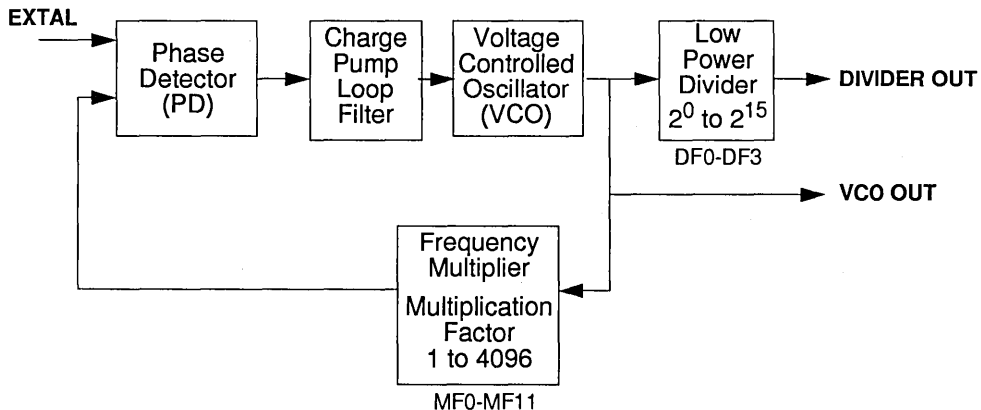 EXTAL
Phase
Detector
(PD)
Charge
Pump
Loop
Filter
Voltage
Controlled
Oscillator
(VCO)
Low
Power
Divider
2⁰ to 2¹⁵
DF0-DF3
DIVIDER OUT
VCO OUT
Frequency
Multiplier
Multiplication
Factor
1 to 4096
MF0-MF11